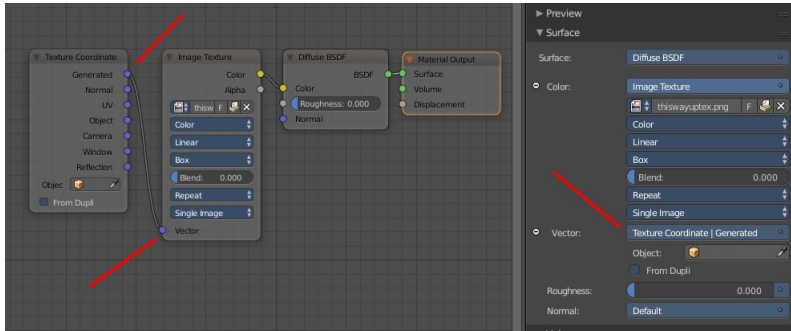 Texture Coordinate
Generated
Normal
UV
Object
Camera
Window
Reflection
Objec
From Dupli
Image Texture
Color
Alpha
thisw F
Color
Linear
Box
Blend: 0.000
Repeat
Single Image
Vector
Diffuse BSDF
BSDF
Color
Roughness: 0.000
Normal
Material Output
Surface
Volume
Displacement
Preview
Surface
Surface: Diffuse BSDF
Color: Image Texture
thiswayuptex.png F
Color
Linear
Box
Blend: 0.000
Repeat
Single Image
Vector: Texture Coordinate | Generated
Object:
From Dupli
Roughness: 0.000
Normal: Default